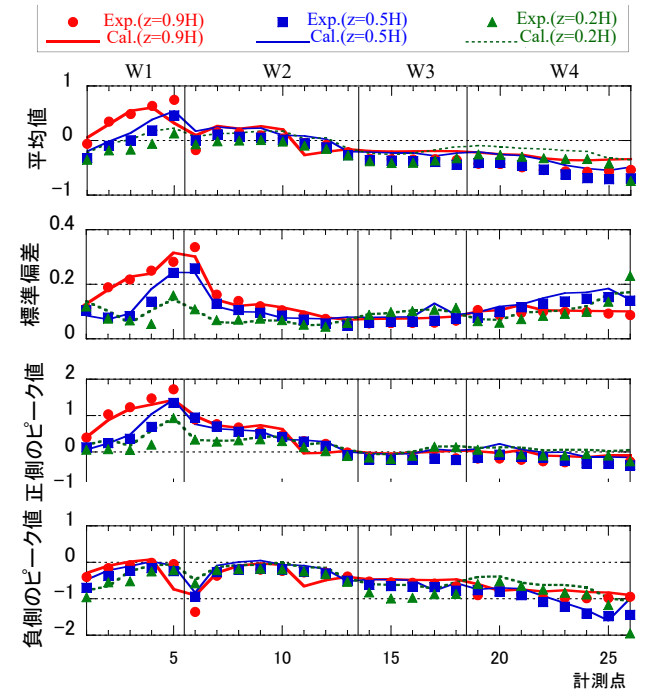 Exp.(z=0.9H) Exp.(z=0.5H) Exp.(z=0.2H)
Cal.(z=0.9H) Cal.(z=0.5H) Cal.(z=0.2H)
W1 W2 W3 W4
平均値
1
0
-1
標準偏差
0.4
0.2
0
正側のピーク値
2
1
0
-1
負側のピーク値
1
0
-1
-2
5 10 15 20 25
計測点